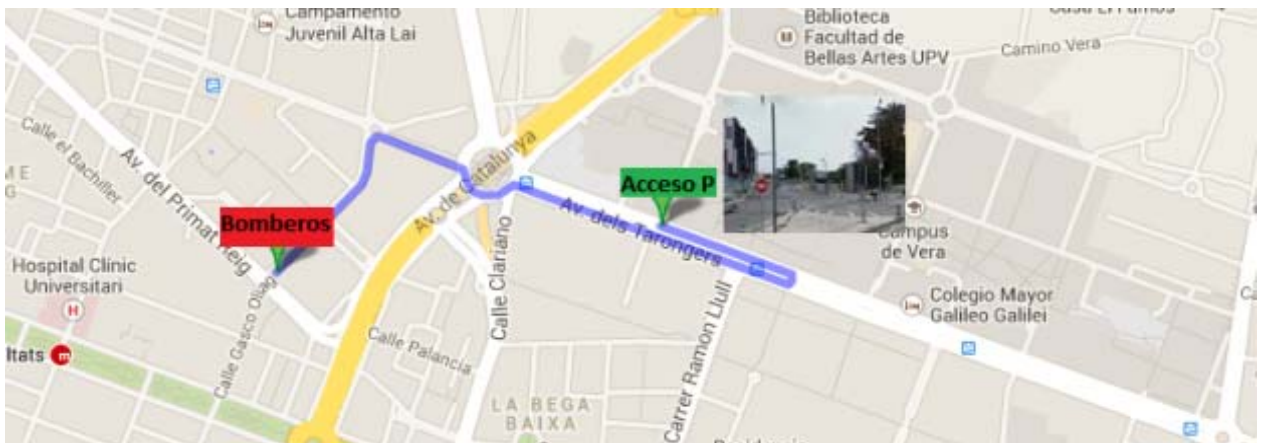 Campamento
Juvenil Alta Lai
Biblioteca
Facultad de
Bellas Artes UPV
Camino Vera
Calle el Bachiller
Av. del Primat Reig
Bomberos
Av. de Catalunya
Acceso P
Av. dels Tarongers
Campus
de Vera
Hospital Clínic
Universitari
H
Calle Gasco Oliag
Calle Clariano
Carrer Ramon Llull
Colegio Mayor
Galileo Galilei
Calle Palancia
ltats
m
LA BEGA
BAIXA